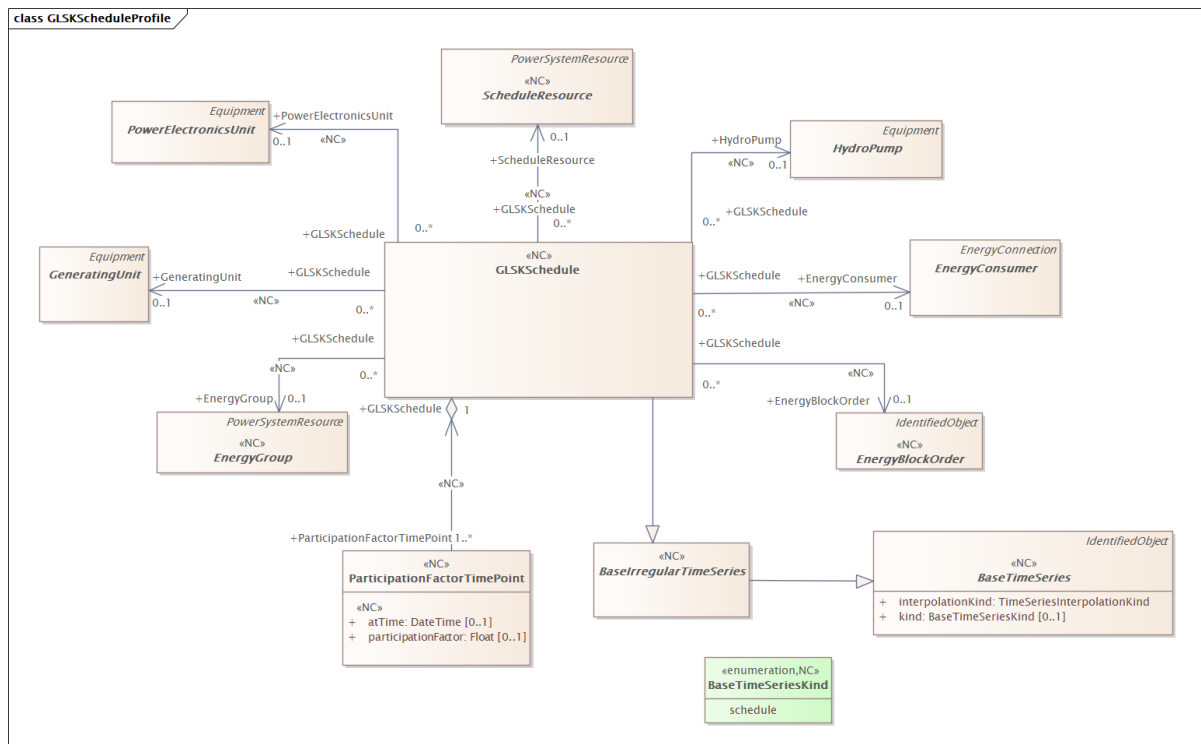 class GLSKScheduleProfile
PowerSystemResource
«NC»
ScheduleResource
Equipment
PowerElectronicsUnit
+PowerElectronicsUnit
0..1
«NC»
0..1
+ScheduleResource
«NC»
+GLSKSchedule
0..*
Equipment
HydroPump
+HydroPump
«NC»
0..1
+GLSKSchedule
0..*
0..*
+GLSKSchedule
«NC»
GLSKSchedule
Equipment
GeneratingUnit
+GeneratingUnit
0..1
«NC»
+GLSKSchedule
0..*
EnergyConnection
EnergyConsumer
+GLSKSchedule
+EnergyConsumer
«NC»
0..1
0..*
+GLSKSchedule
«NC»
0..*
+EnergyGroup
0..1
+GLSKSchedule
«NC»
0..*
+EnergyBlockOrder
0..1
PowerSystemResource
«NC»
EnergyGroup
+GLSKSchedule
1
IdentifiedObject
«NC»
EnergyBlockOrder
«NC»
+ParticipationFactorTimePoint 1..*
«NC»
ParticipationFactorTimePoint
«NC»
+ atTime: DateTime [0..1]
+ participationFactor: Float [0..1]
«NC»
BaseIrregularTimeSeries
IdentifiedObject
«NC»
BaseTimeSeries
+ interpolationKind: TimeSeriesInterpolationKind
+ kind: BaseTimeSeriesKind [0..1]
«enumeration,NC»
BaseTimeSeriesKind
schedule